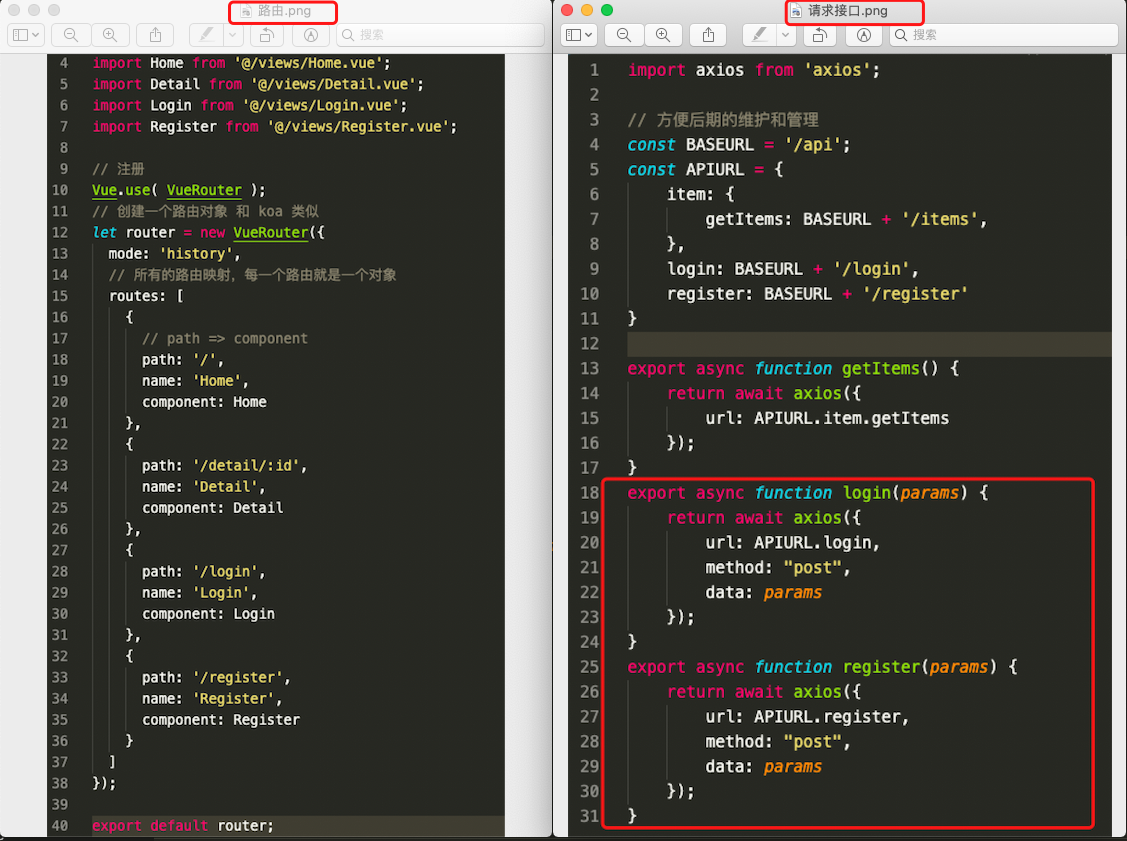 路由.png
搜索
4 import Home from '@/views/Home.vue';
5 import Detail from '@/views/Detail.vue';
6 import Login from '@/views/Login.vue';
7 import Register from '@/views/Register.vue';
8
9 // 注册
10 Vue.use( VueRouter );
11 // 创建一个路由对象 和 koa 类似
12 let router = new VueRouter({
13 mode: 'history',
14 // 所有的路由映射，每一个路由就是一个对象
15 routes: [
16 {
17 // path => component
18 path: '/',
19 name: 'Home',
20 component: Home
21 },
22 {
23 path: '/detail/:id',
24 name: 'Detail',
25 component: Detail
26 },
27 {
28 path: '/login',
29 name: 'Login',
30 component: Login
31 },
32 {
33 path: '/register',
34 name: 'Register',
35 component: Register
36 }
37 ]
38 });
39
40 export default router;
请求接口.png
搜索
1 import axios from 'axios';
2
3 // 方便后期的维护和管理
4 const BASEURL = '/api';
5 const APIURL = {
6 item: {
7 getItems: BASEURL + '/items',
8 },
9 login: BASEURL + '/login',
10 register: BASEURL + '/register'
11 }
12
13 export async function getItems() {
14 return await axios({
15 url: APIURL.item.getItems
16 });
17 }
18 export async function login(params) {
19 return await axios({
20 url: APIURL.login,
21 method: "post",
22 data: params
23 });
24 }
25 export async function register(params) {
26 return await axios({
27 url: APIURL.register,
28 method: "post",
29 data: params
30 });
31 }